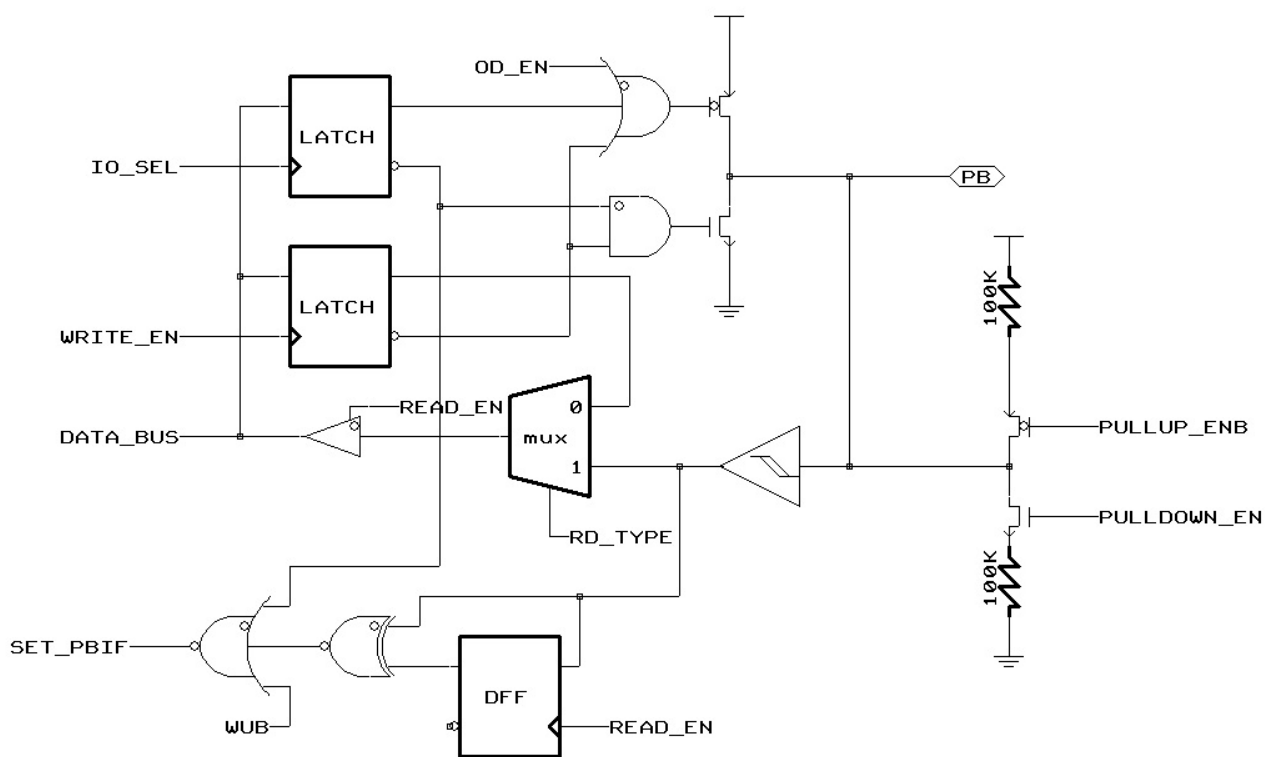 OD_EN
LATCH
IO_SEL
PB
LATCH
100K
WRITE_EN
READ_EN
0
DATA_BUS
mux
PULLUP_ENB
1
RD_TYPE
PULLDOWN_EN
100K
SET_PBIF
DFF
WUB
READ_EN